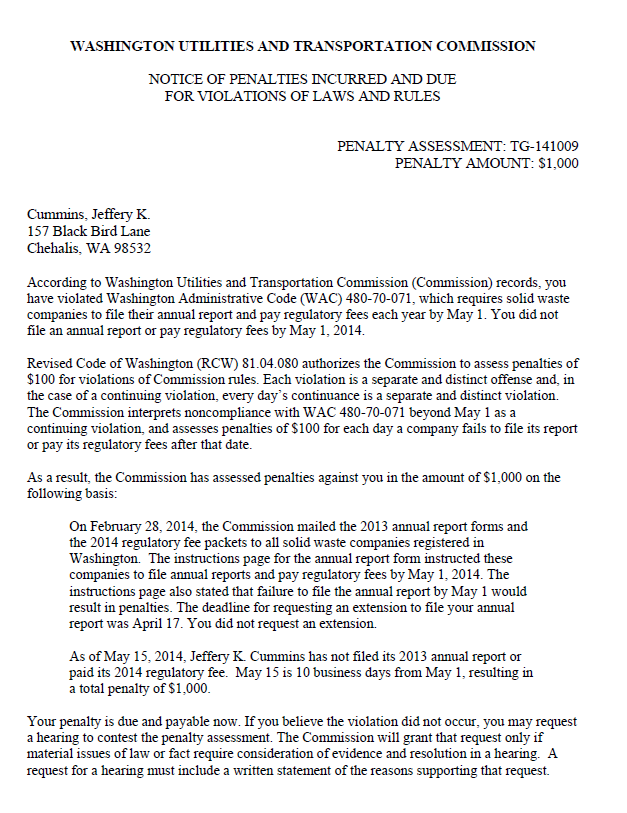 WASHINGTON UTILITIES AND TRANSPORTATION COMMISSION
NOTICE OF PENALTIES INCURRED AND DUE
FOR VIOLATIONS OF LAWS AND RULES
PENALTY ASSESSMENT: TG-141009
PENALTY AMOUNT: $1,000
Cummins, Jeffery K.
157 Black Bird Lane
Chehalis, WA 98532
According to Washington Utilities and Transportation Commission (Commission) records, you
have violated Washington Administrative Code (WAC) 480-70-071, which requires solid waste
companies to file their annual report and pay regulatory fees each year by May 1. You did not
file an annual report or pay regulatory fees by May 1, 2014.
Revised Code of Washington (RCW) 81.04.080 authorizes the Commission to assess penalties of
$100 for violations of Commission rules. Each violation is a separate and distinct offense and, in
the case of a continuing violation, every day's continuance is a separate and distinct violation.
The Commission interprets noncompliance with WAC 480-70-071 beyond May 1 as a
continuing violation, and assesses penalties of $100 for each day a company fails to file its report
or pay its regulatory fees after that date.
As a result, the Commission has assessed penalties against you in the amount of $1,000 on the
following basis:
On February 28, 2014, the Commission mailed the 2013 annual report forms and
the 2014 regulatory fee packets to all solid waste companies registered in
Washington.  The instructions page for the annual report form instructed these
companies to file annual reports and pay regulatory fees by May 1, 2014. The
instructions page also stated that failure to file the annual report by May 1 would
result in penalties. The deadline for requesting an extension to file your annual
report was April 17. You did not request an extension.
As of May 15, 2014, Jeffery K. Cummins has not filed its 2013 annual report or
paid its 2014 regulatory fee.  May 15 is 10 business days from May 1, resulting in
a total penalty of $1,000.
Your penalty is due and payable now. If you believe the violation did not occur, you may request
a hearing to contest the penalty assessment. The Commission will grant that request only if
material issues of law or fact require consideration of evidence and resolution in a hearing.  A
request for a hearing must include a written statement of the reasons supporting that request.